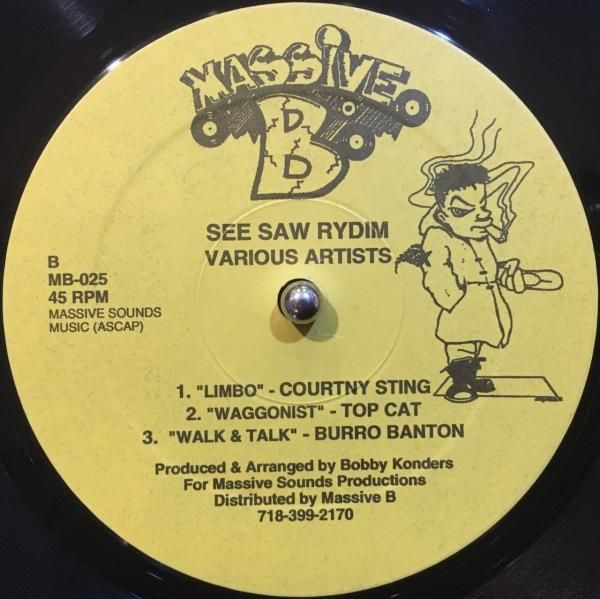 MASSIVE
B
D
D
SEE SAW RYDIM
VARIOUS ARTISTS
B
MB-025
45 RPM
MASSIVE SOUNDS
MUSIC (ASCAP)
1. "LIMBO" - COURTNY STING
2. "WAGGONIST" - TOP CAT
3. "WALK & TALK" - BURRO BANTON
Produced & Arranged by Bobby Konders
For Massive Sounds Productions
Distributed by Massive B
718-399-2170